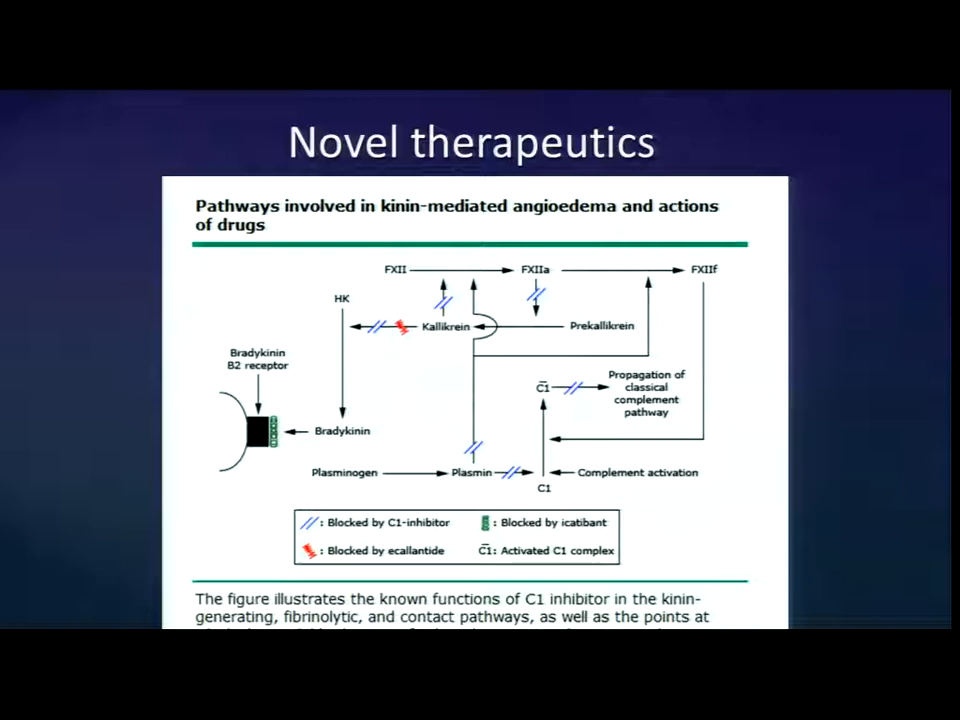 Novel therapeutics
Pathways involved in kinin-mediated angioedema and actions
of drugs
FXII
FXIIa
FXIIf
HK
Kallikrein
Prekallikrein
Bradykinin
B2 receptor
C1
Propagation of
classical
complement
pathway
Bradykinin
Plasminogen
Plasmin
Complement activation
C1
//: Blocked by C1-inhibitor
: Blocked by icatibant
: Blocked by ecallantide
C1: Activated C1 complex
The figure illustrates the known functions of C1 inhibitor in the kinin-
generating, fibrinolytic, and contact pathways, as well as the points at